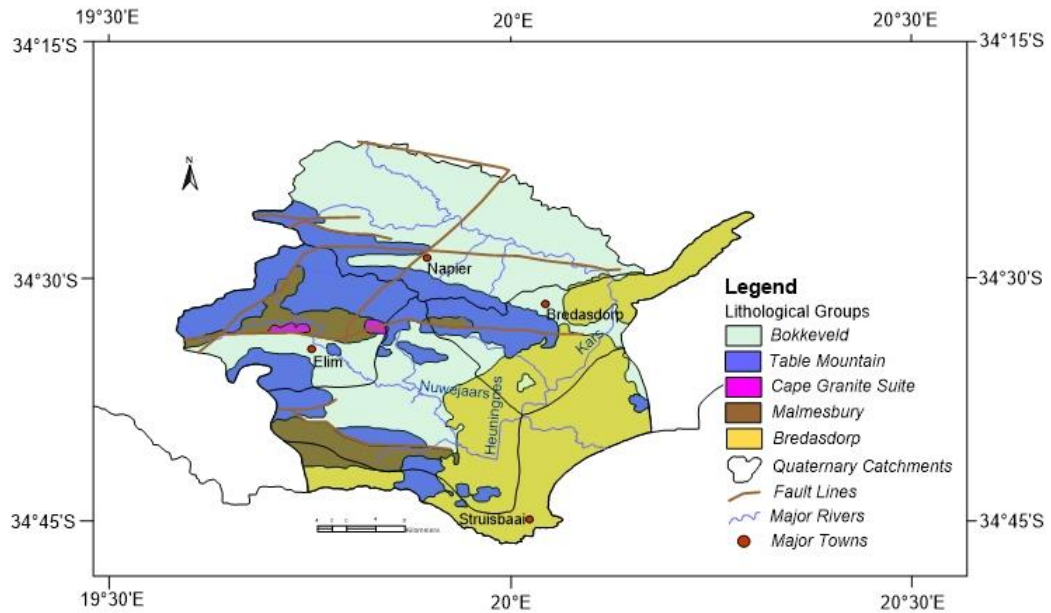 19°30'E 20°E 20°30'E
34°15'S 34°15'S
N
34°30'S 34°30'S
Napier
Bredasdorp
Kars
Elim
Nuwejaars
Heuningnes
Struisbaai
34°45'S 34°45'S
19°30'E 20°E 20°30'E
Legend
Lithological Groups
Bokkeveld
Table Mountain
Cape Granite Suite
Malmesbury
Bredasdorp
Quaternary Catchments
Fault Lines
Major Rivers
Major Towns